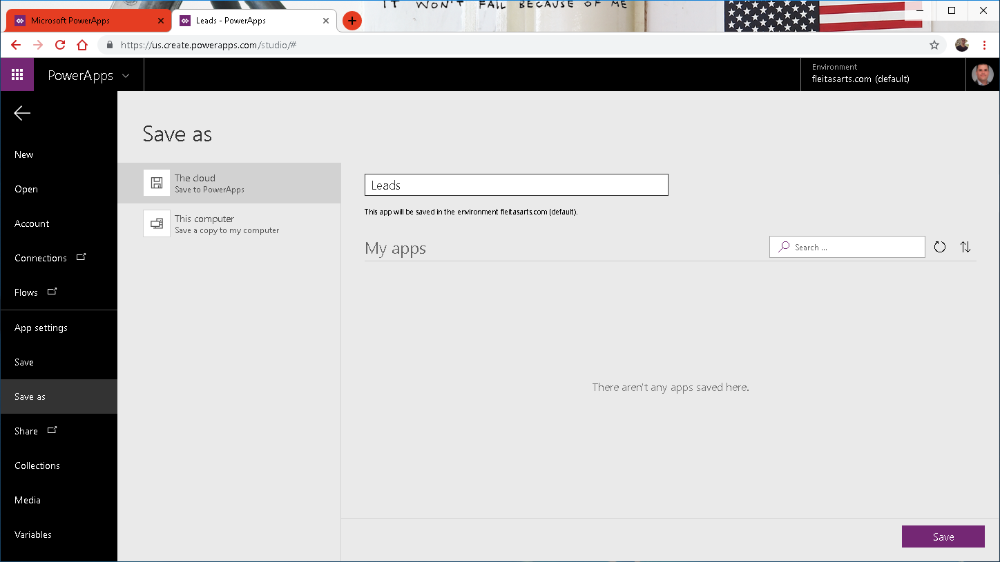 IT WON'T FAIL BECAUSE OF ME
Microsoft PowerApps
Leads - PowerApps
https://us.create.powerapps.com/studio/#
PowerApps
Environment
fleitasarts.com (default)
New
Open
Account
Connections
Flows
App settings
Save
Save as
Share
Collections
Media
Variables
Save as
The cloud
Save to PowerApps
This computer
Save a copy to my computer
Leads
This app will be saved in the environment fleitasarts.com (default).
My apps
Search ...
There aren't any apps saved here.
Save